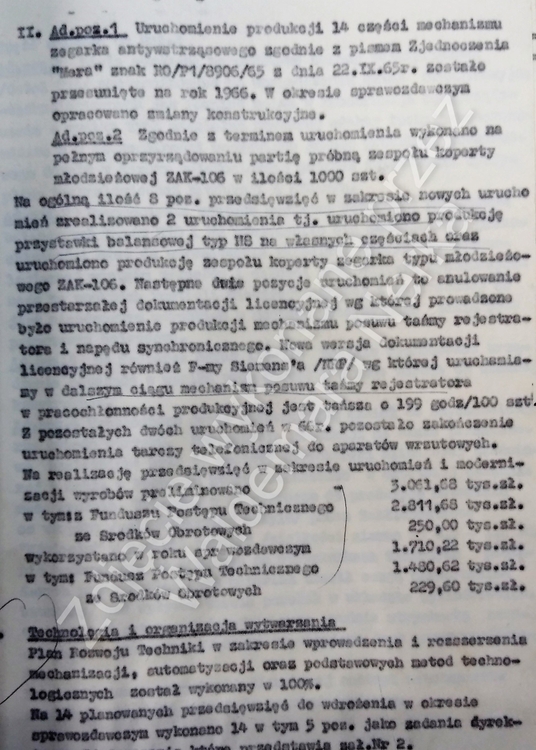 II. Ad.poz.1 Uruchomienie produkcji 14 części mechanizmu
zegarka antywstrząsowego zgodnie z pismem Zjednoczenia
"Mera" znak NO/P1/8906/65 z dnia 22.IX.65r. zostało
przesunięte na rok 1966. W okresie sprawozdawczym
opracowano zmiany konstrukcyjne.
Ad.poz.2 Zgodnie z terminem uruchomienia wykonano na
pełnym oprzyrządowaniu partię próbną zespołu koperty
młodzieżowej ZAK-106 w ilości 1000 szt.
Na ogólną ilość 8 poz. przedsięwzięć w zakresie nowych urucho
mień zrealizowano 2 uruchomienia tj. uruchomiono produkcję
przystawki balansowej typ N8 na własnych częściach oraz
uruchomiono produkcję zespołu koperty zegarka typu młodzieżo-
wego ZAK-106. Następne dwie pozycje uruchomień to anulowanie
przestarzałej dokumentacji licencyjnej wg której prowadzone
było uruchomienie produkcji mechanizmu posuwu taśmy rejestra-
tora i napędu synchronicznego. Nowa wersja dokumentacji
licencyjnej również F-my Siemens'a wg której uruchamia-
my w dalszym ciągu mechanizm posuwu taśmy rejestratora
w pracochłonności produkcyjnej jest tańsza o 199 godz/100 szt
Z pozostałych dwóch uruchomień w 66r. pozostało zakończenie
uruchomienia tarczy telefonicznej do aparatów wrzutowych.
Na realizację przedsięwzięć w zakresie uruchomień i moderni-
zacji wyrobów preliminowano 3.061,68 tys.zł.
w tym: z Funduszu Postępu Technicznego 2.811,68 tys.zł.
ze Środków Obrotowych 250,00 tys.zł.
wykorzystano w roku sprawozdawczym 1.710,22 tys.zł.
w tym: Fundusz Postępu Technicznego 1.480,62 tys.zł.
ze Środków Obrotowych 229,60 tys.zł.
Technologia i organizacja wytwarzania
Plan Rozwoju Techniki w zakresie wprowadzenia i rozszerzenia
mechanizacji, automatyzacji oraz podstawowych metod techno-
logicznych został wykonany w 100%.
Na 14 planowanych przedsięwzięć do wdrożenia w okresie
sprawozdawczym wykonano 14 w tym 5 poz. jako zadania dyrek-
które przedstawia zał.Nr 2.